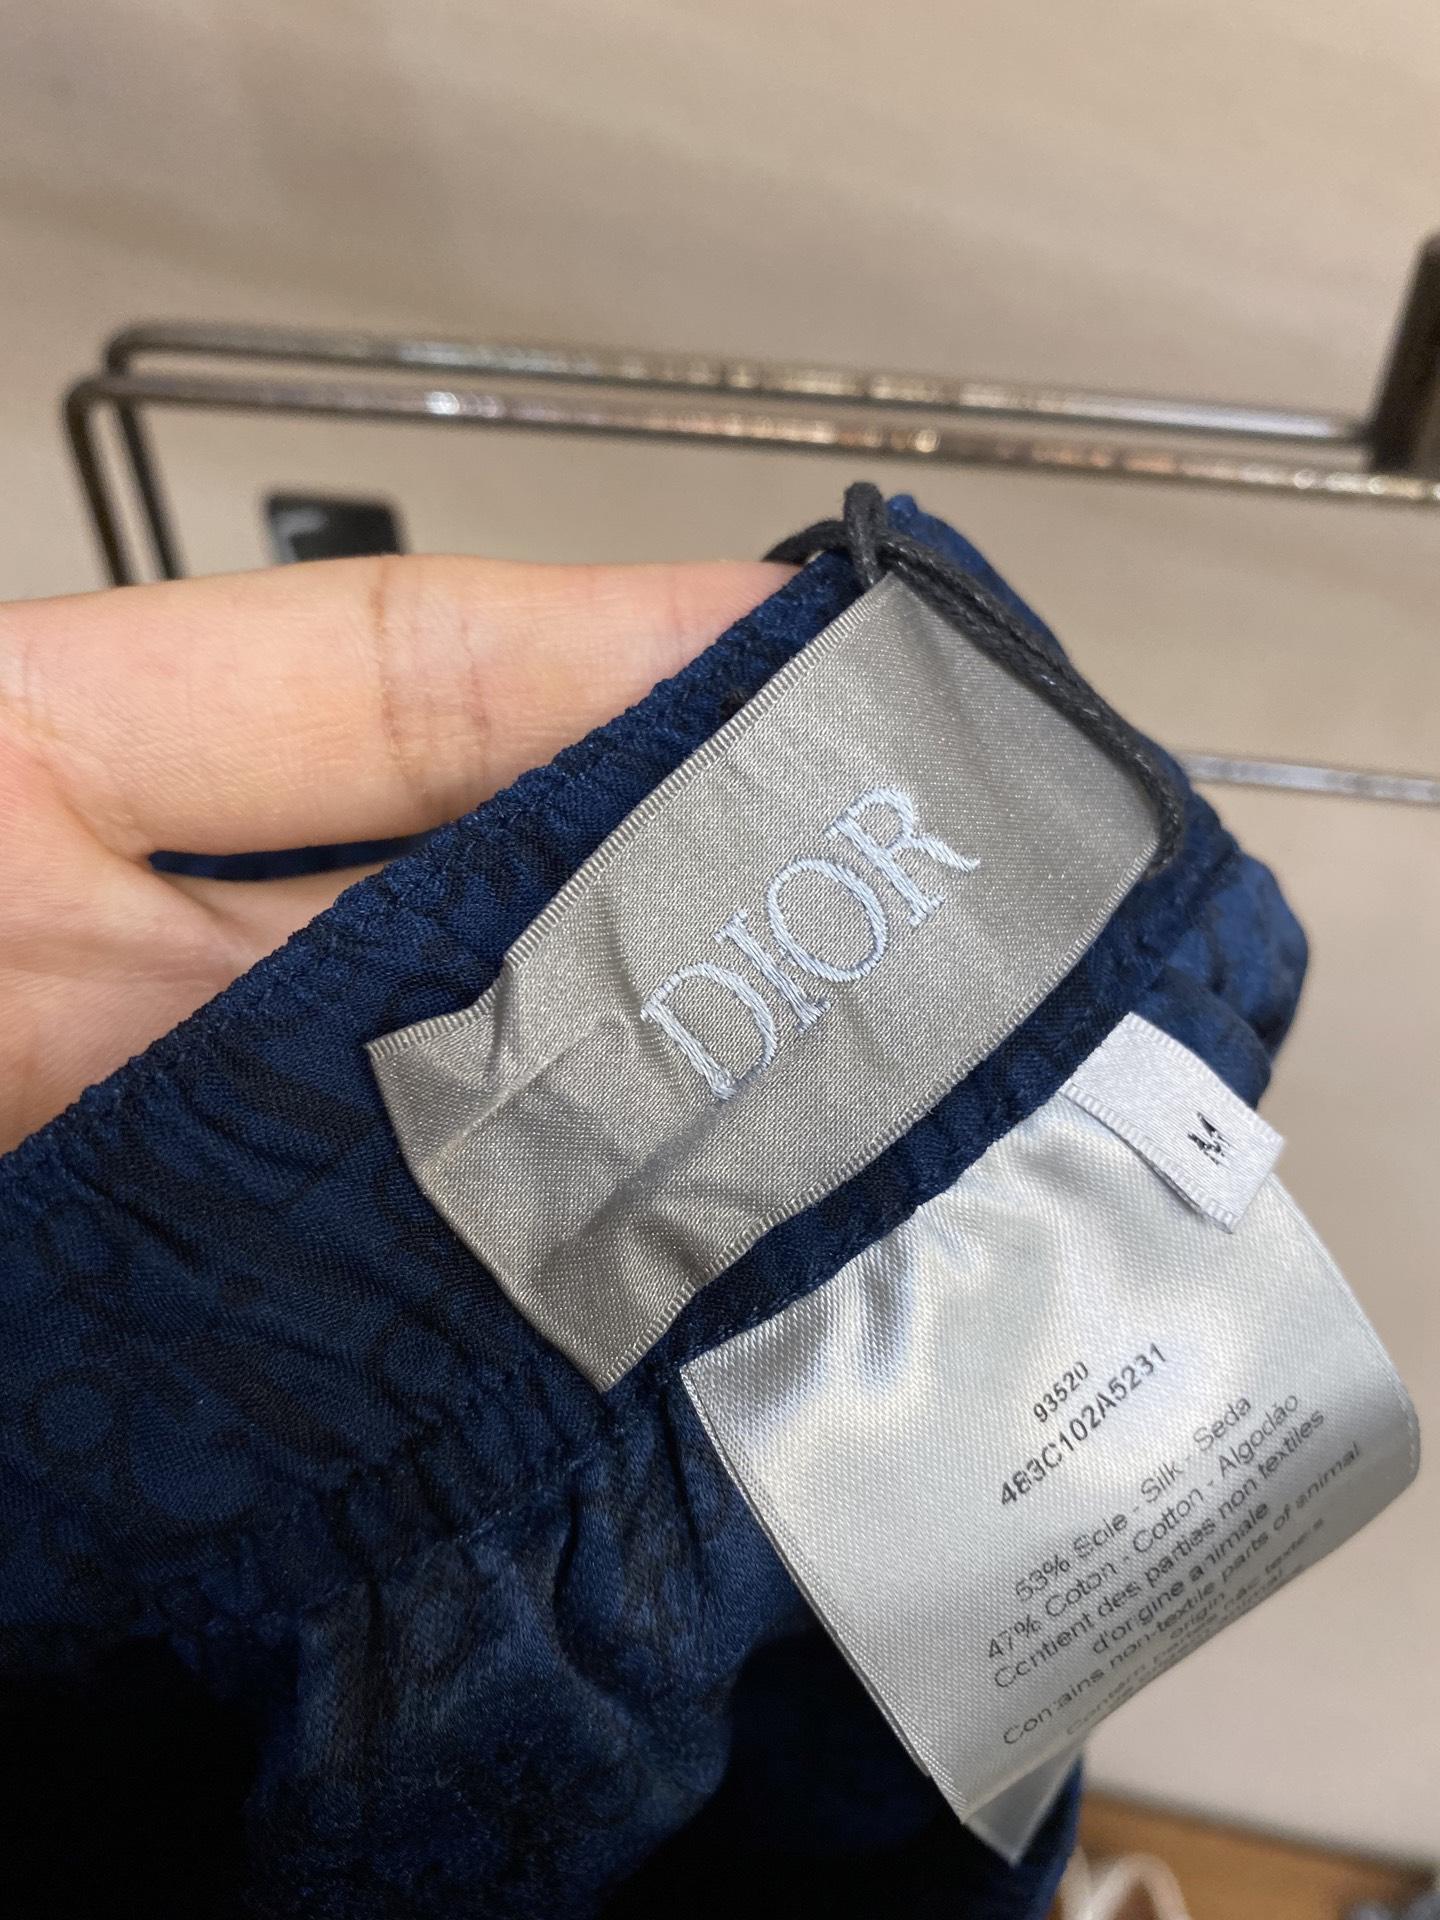 DIOR
M
93520
483C102A5231
53% Soie - Silk - Seda
47% Coton - Cotton - Algodão
Contient des parties non textiles
d'origine animale
Contains non-textile parts of animal
origin